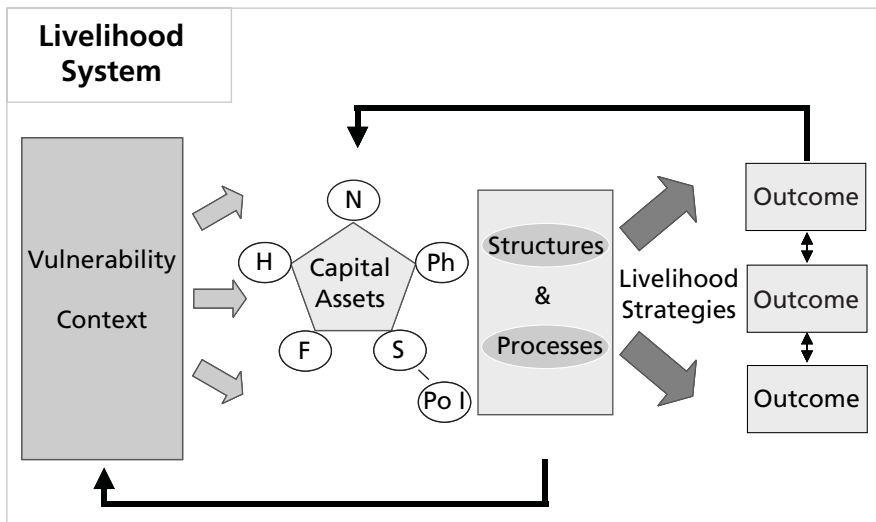 Livelihood
System
Vulnerability
Context
N
H
Ph
Capital
Assets
F
S
Po l
Structures
&
Processes
Livelihood
Strategies
Outcome
Outcome
Outcome